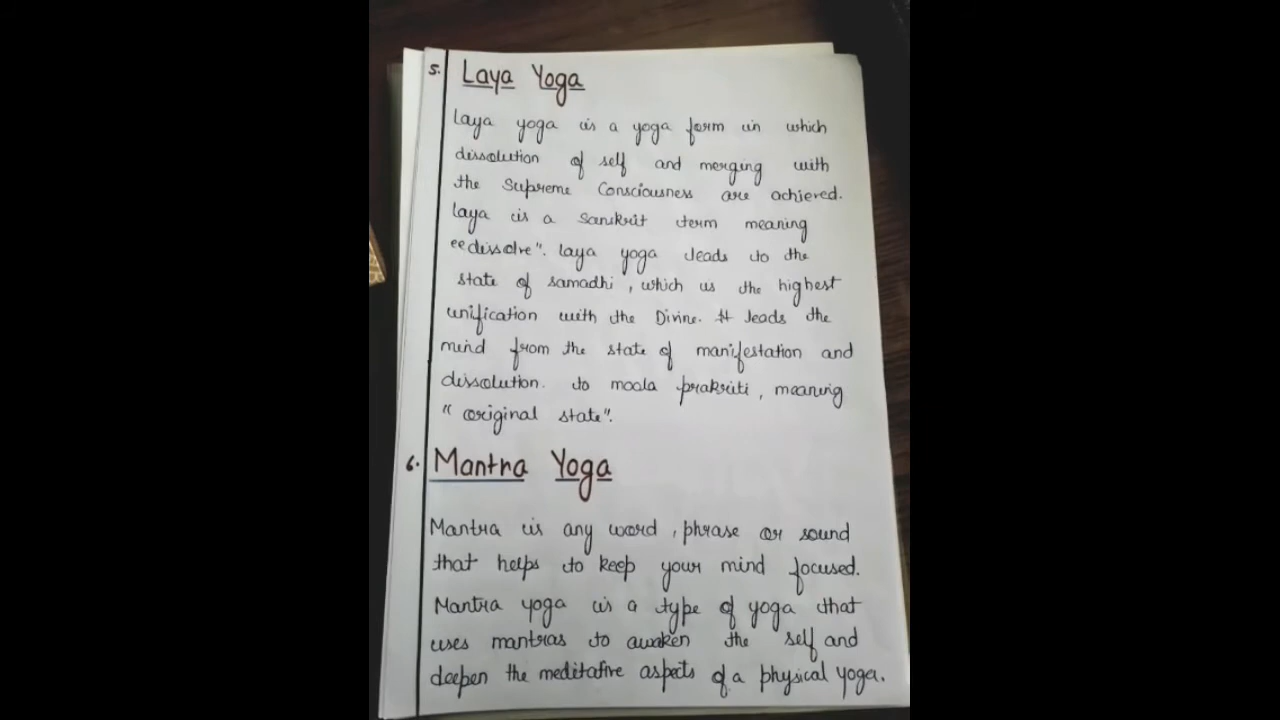 5. Laya Yoga
Laya yoga is a yoga form in which
dissolution of self and merging with
the Supreme Consciousness are achieved.
Laya is a Sanskrit term meaning
"dissolve". Laya yoga leads to the
state of samadhi, which is the highest
unification with the Divine. It leads the
mind from the state of manifestation and
dissolution. to moola prakruti, meaning
"original state".
6. Mantra Yoga
Mantra is any word, phrase or sound
that helps to keep your mind focused.
Mantra yoga is a type of yoga that
uses mantras to awaken the self and
deepen the meditative aspects of a physical yoga.